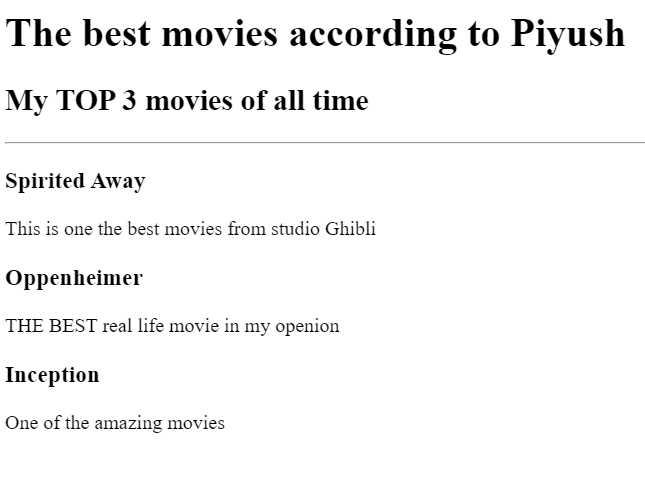 The best movies according to Piyush
My TOP 3 movies of all time
Spirited Away
This is one the best movies from studio Ghibli
Oppenheimer
THE BEST real life movie in my openion
Inception
One of the amazing movies